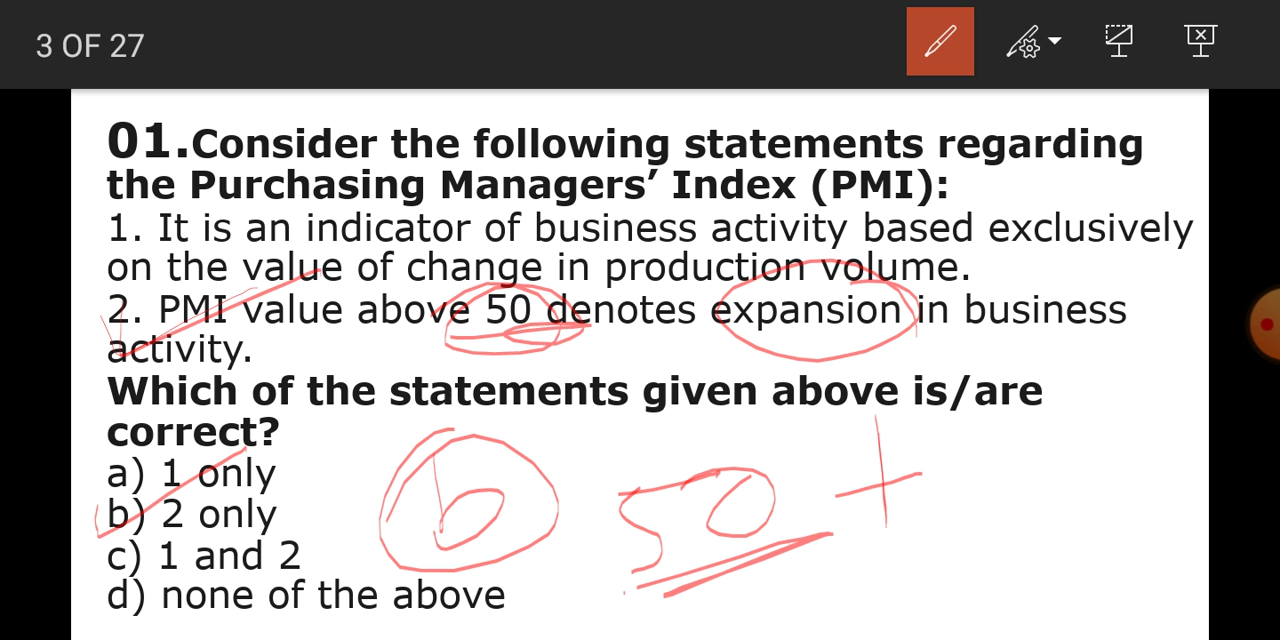 3 OF 27
01.Consider the following statements regarding
the Purchasing Managers’ Index (PMI):
1. It is an indicator of business activity based exclusively
on the value of change in production volume.
2. PMI value above 50 denotes expansion in business
activity.
Which of the statements given above is/are
correct?
a) 1 only
b) 2 only
c) 1 and 2
d) none of the above
b 50 +